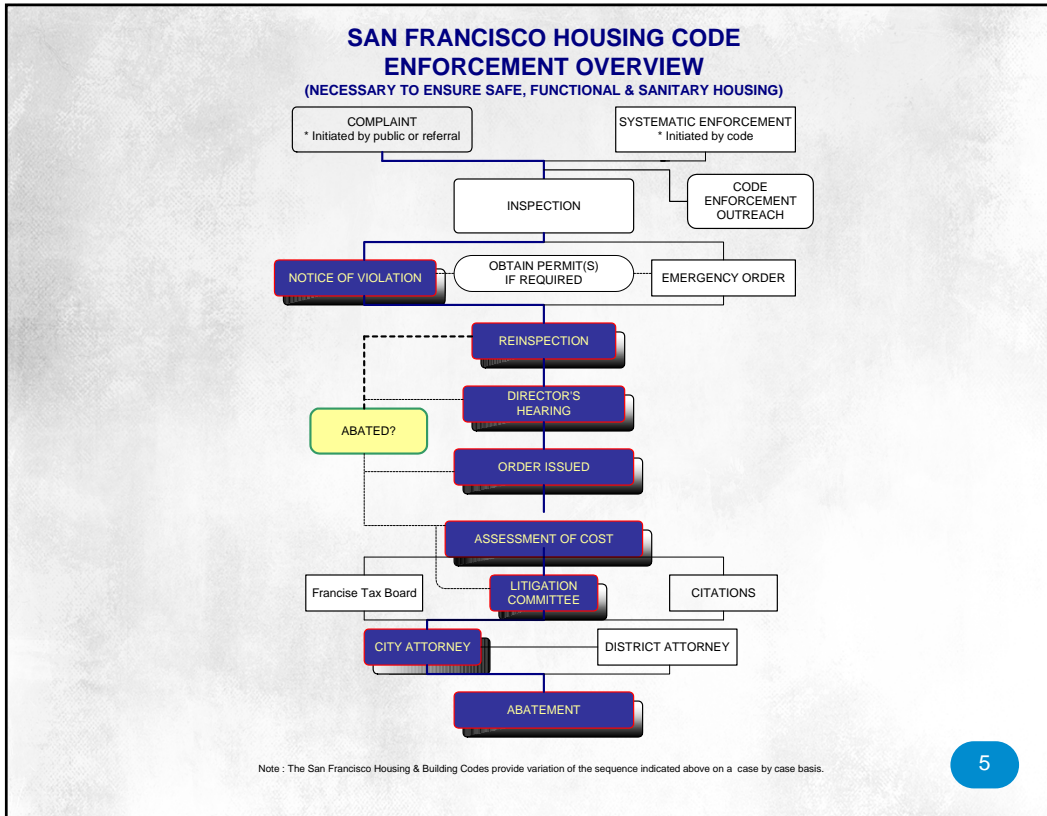 SAN FRANCISCO HOUSING CODE
ENFORCEMENT OVERVIEW
(NECESSARY TO ENSURE SAFE, FUNCTIONAL & SANITARY HOUSING)
COMPLAINT
* Initiated by public or referral
SYSTEMATIC ENFORCEMENT
* Initiated by code
INSPECTION
CODE
ENFORCEMENT
OUTREACH
NOTICE OF VIOLATION
OBTAIN PERMIT(S)
IF REQUIRED
EMERGENCY ORDER
REINSPECTION
DIRECTOR'S
HEARING
ABATED?
ORDER ISSUED
ASSESSMENT OF COST
Francise Tax Board
LITIGATION
COMMITTEE
CITATIONS
CITY ATTORNEY
DISTRICT ATTORNEY
ABATEMENT
Note : The San Francisco Housing & Building Codes provide variation of the sequence indicated above on a case by case basis.
5